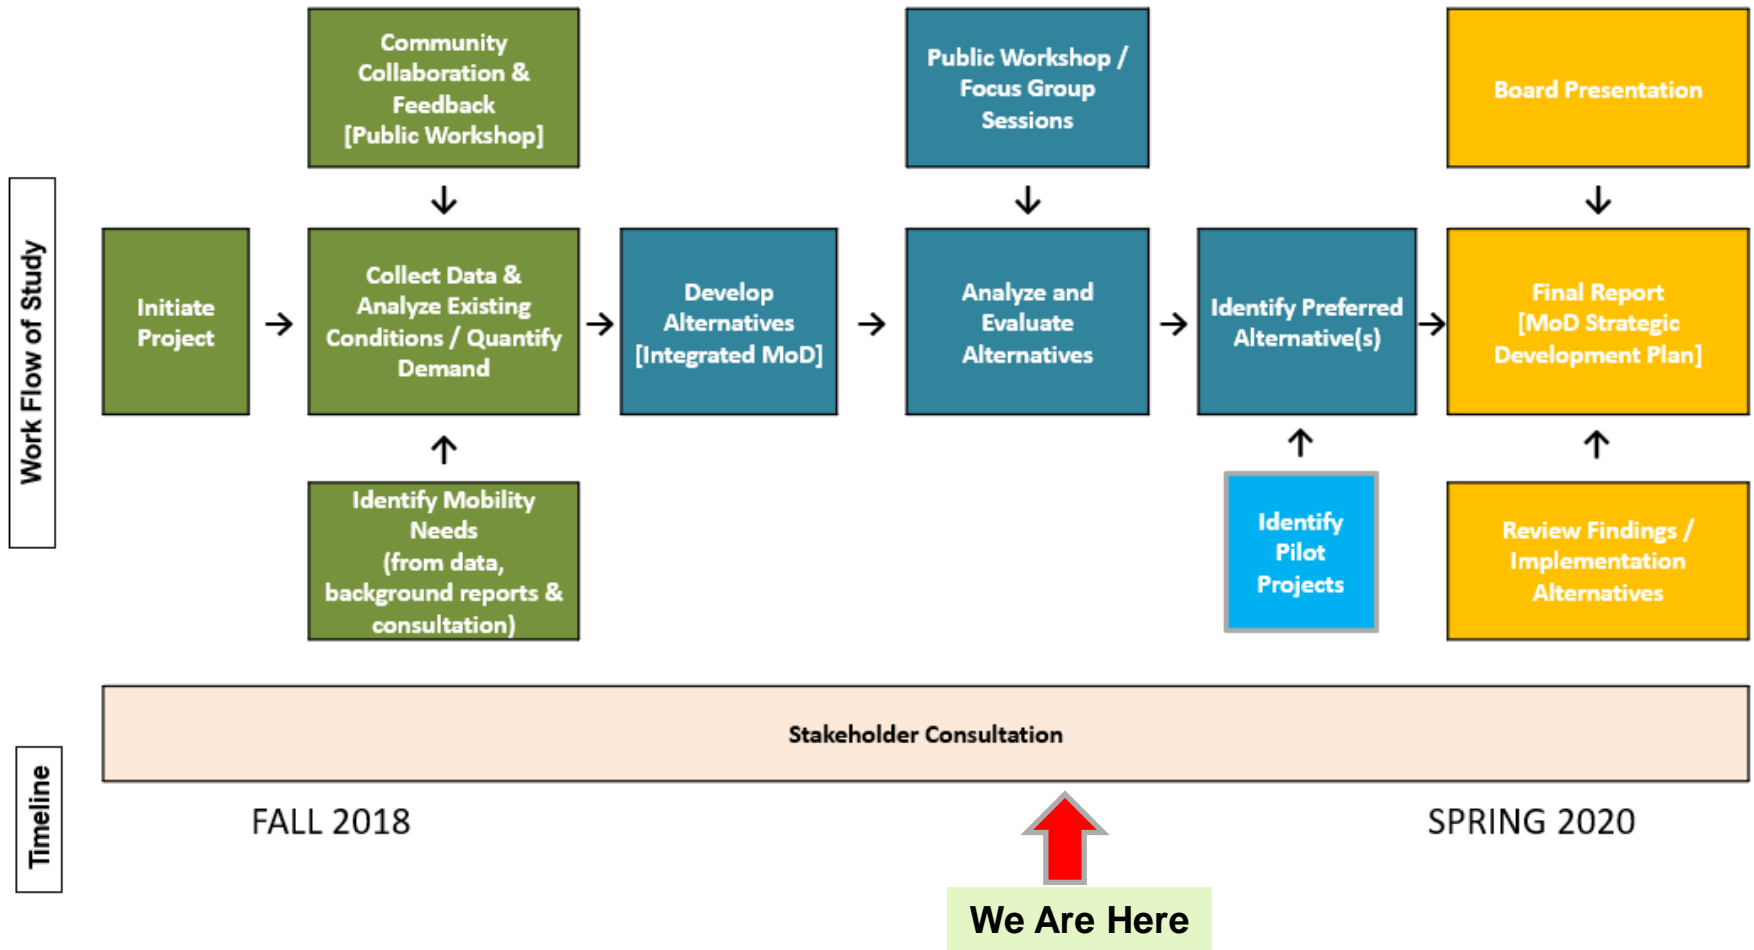 Community
Collaboration &
Feedback
[Public Workshop]
Public Workshop /
Focus Group
Sessions
Board Presentation
Work Flow of Study
Initiate
Project
Collect Data &
Analyze Existing
Conditions / Quantify
Demand
Develop
Alternatives
[Integrated MoD]
Analyze and
Evaluate
Alternatives
Identify Preferred
Alternative(s)
Final Report
[MoD Strategic
Development Plan]
Identify Mobility
Needs
(from data,
background reports &
consultation)
Identify
Pilot
Projects
Review Findings /
Implementation
Alternatives
Timeline
Stakeholder Consultation
FALL 2018
SPRING 2020
We Are Here